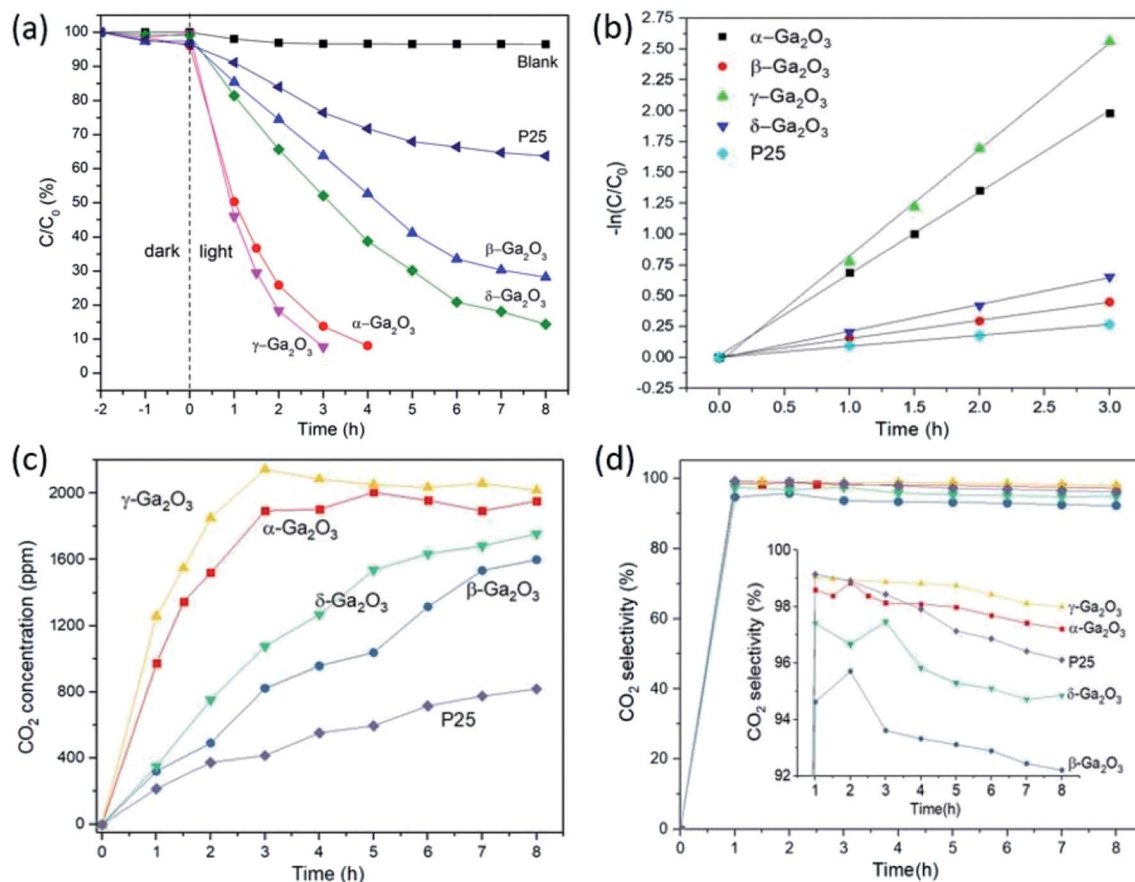 (a)
100
90
80
70
60
50
40
30
20
10
0
C/C₀ (%)
Blank
P25
dark
light
β–Ga₂O₃
δ–Ga₂O₃
α–Ga₂O₃
γ–Ga₂O₃
-2 -1 0 1 2 3 4 5 6 7 8
Time (h)
(b)
2.75
2.50
2.25
2.00
1.75
1.50
1.25
1.00
0.75
0.50
0.25
0.00
-0.25
-ln(C/C₀)
α–Ga₂O₃
β–Ga₂O₃
γ–Ga₂O₃
δ–Ga₂O₃
P25
0.0 0.5 1.0 1.5 2.0 2.5 3.0
Time (h)
(c)
2000
1600
1200
800
400
0
CO₂ concentration (ppm)
γ-Ga₂O₃
α-Ga₂O₃
δ-Ga₂O₃
β-Ga₂O₃
P25
0 1 2 3 4 5 6 7 8
Time (h)
(d)
100
80
60
40
20
0
CO₂ selectivity (%)
100
98
96
94
92
CO₂ selectivity (%)
γ-Ga₂O₃
α-Ga₂O₃
P25
δ-Ga₂O₃
β-Ga₂O₃
1 2 3 4 5 6 7 8
Time(h)
0 1 2 3 4 5 6 7 8
Time(h)